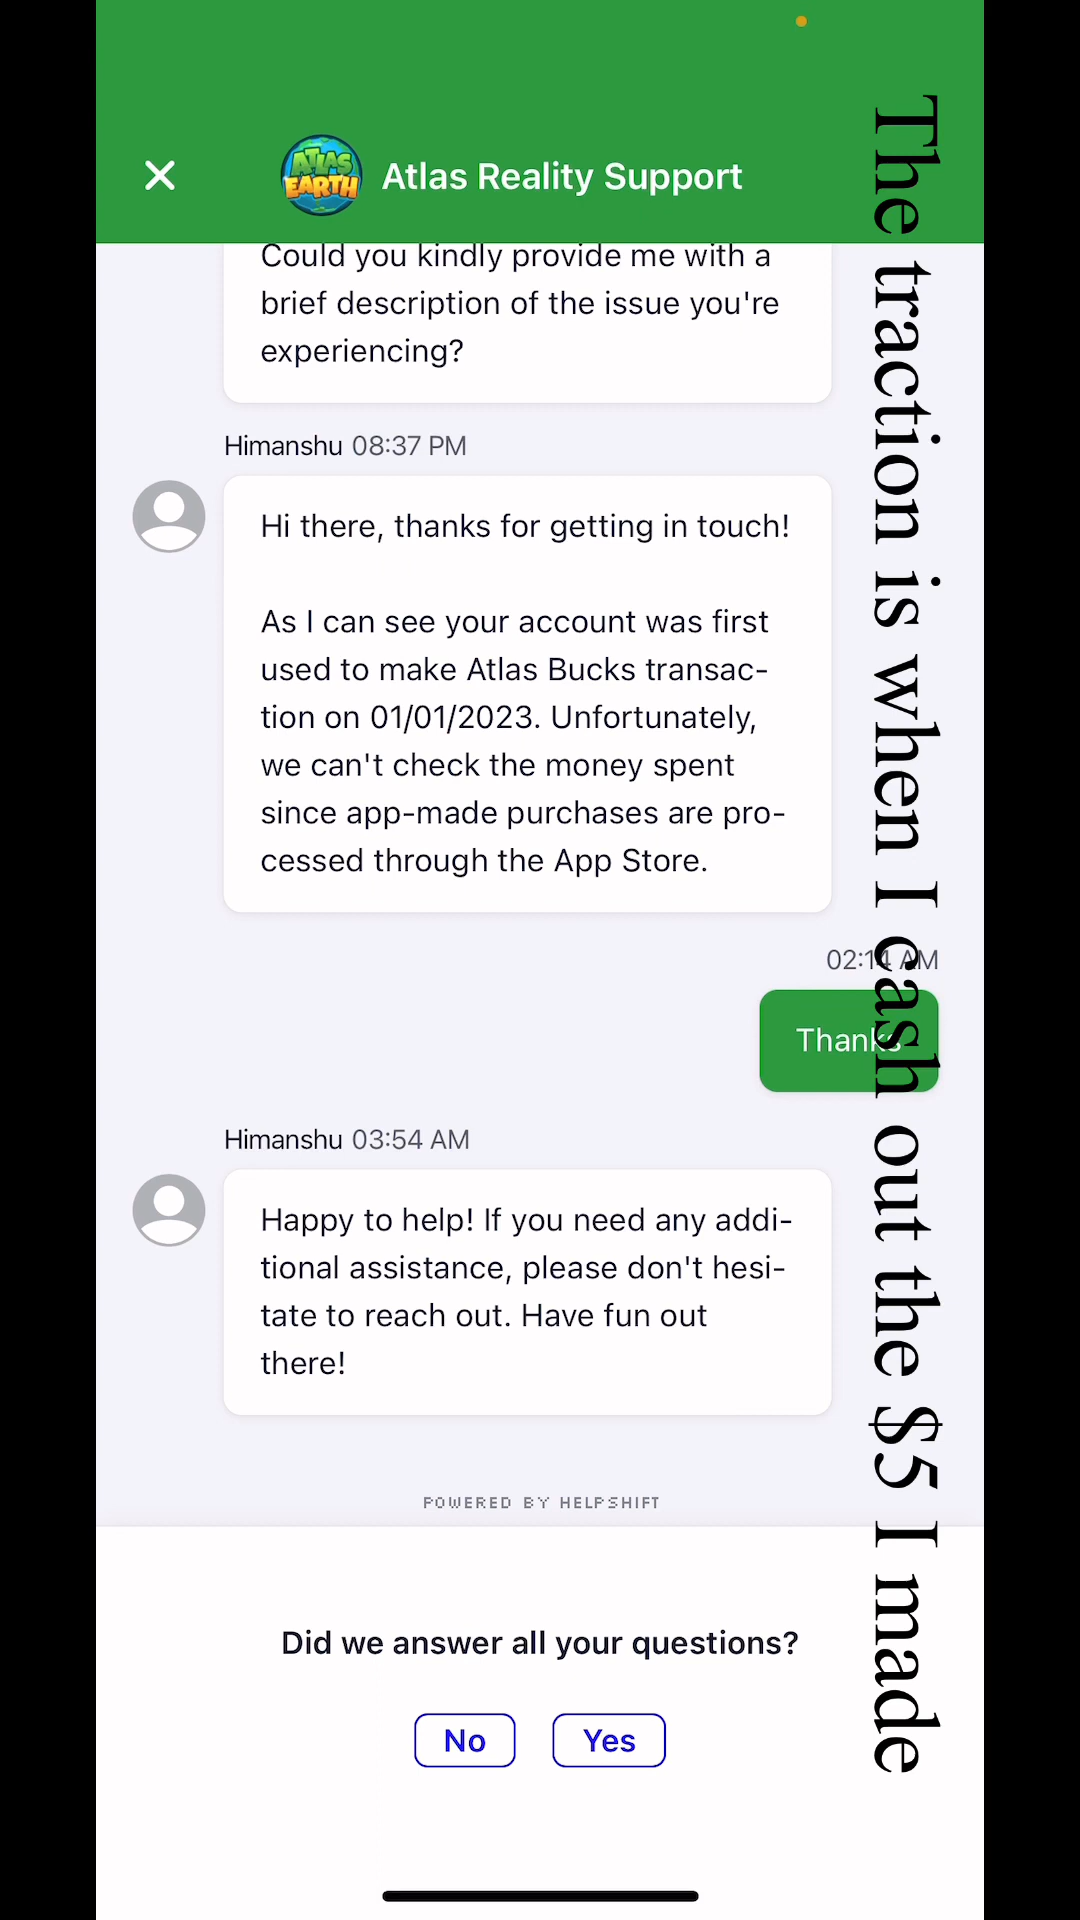 ATLAS
EARTH
Atlas Reality Support
Could you kindly provide me with a
brief description of the issue you're
experiencing?
Himanshu 08:37 PM
Hi there, thanks for getting in touch!
As I can see your account was first
used to make Atlas Bucks transac-
tion on 01/01/2023. Unfortunately,
we can't check the money spent
since app-made purchases are pro-
cessed through the App Store.
02:14 AM
Thanks
Himanshu 03:54 AM
Happy to help! If you need any addi-
tional assistance, please don't hesi-
tate to reach out. Have fun out
there!
POWERED BY HELPSHIFT
Did we answer all your questions?
No Yes
The traction is when I cash out the $5 I made